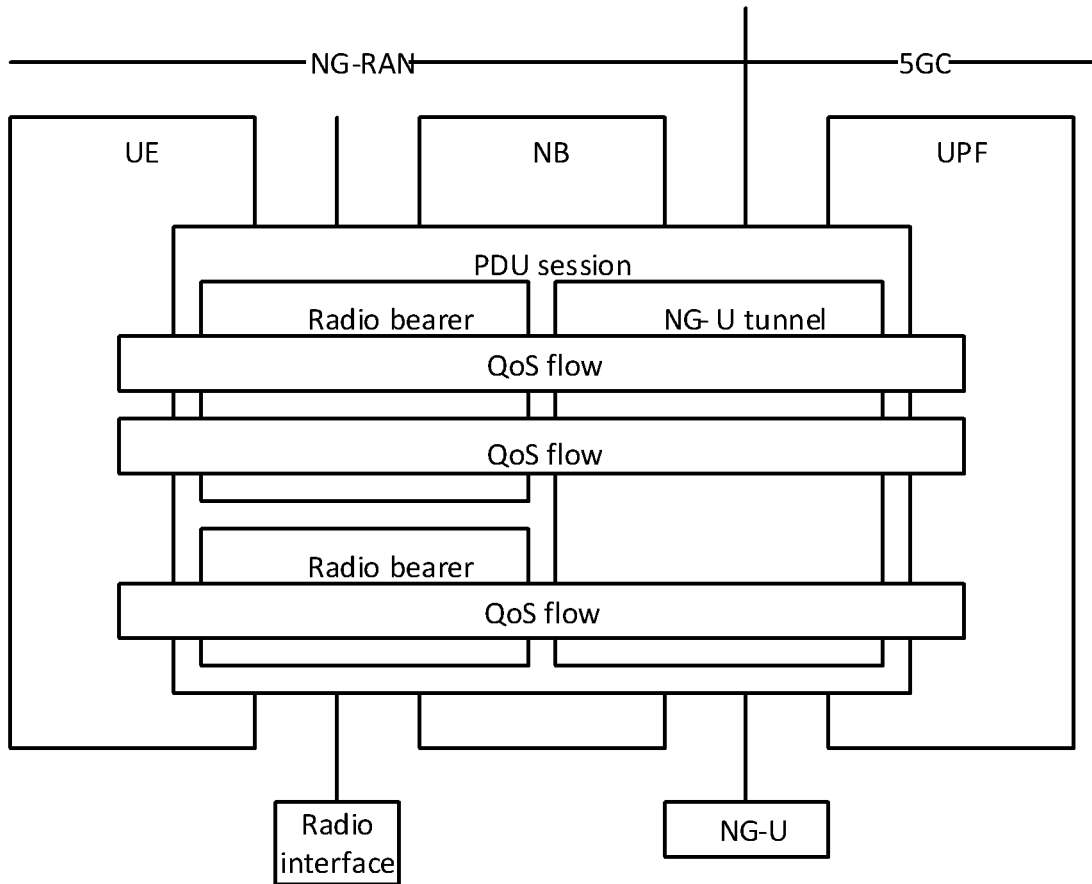 NG-RAN
5GC
UE
NB
UPF
PDU session
Radio bearer
NG-U tunnel
QoS flow
QoS flow
Radio bearer
QoS flow
Radio
interface
NG-U